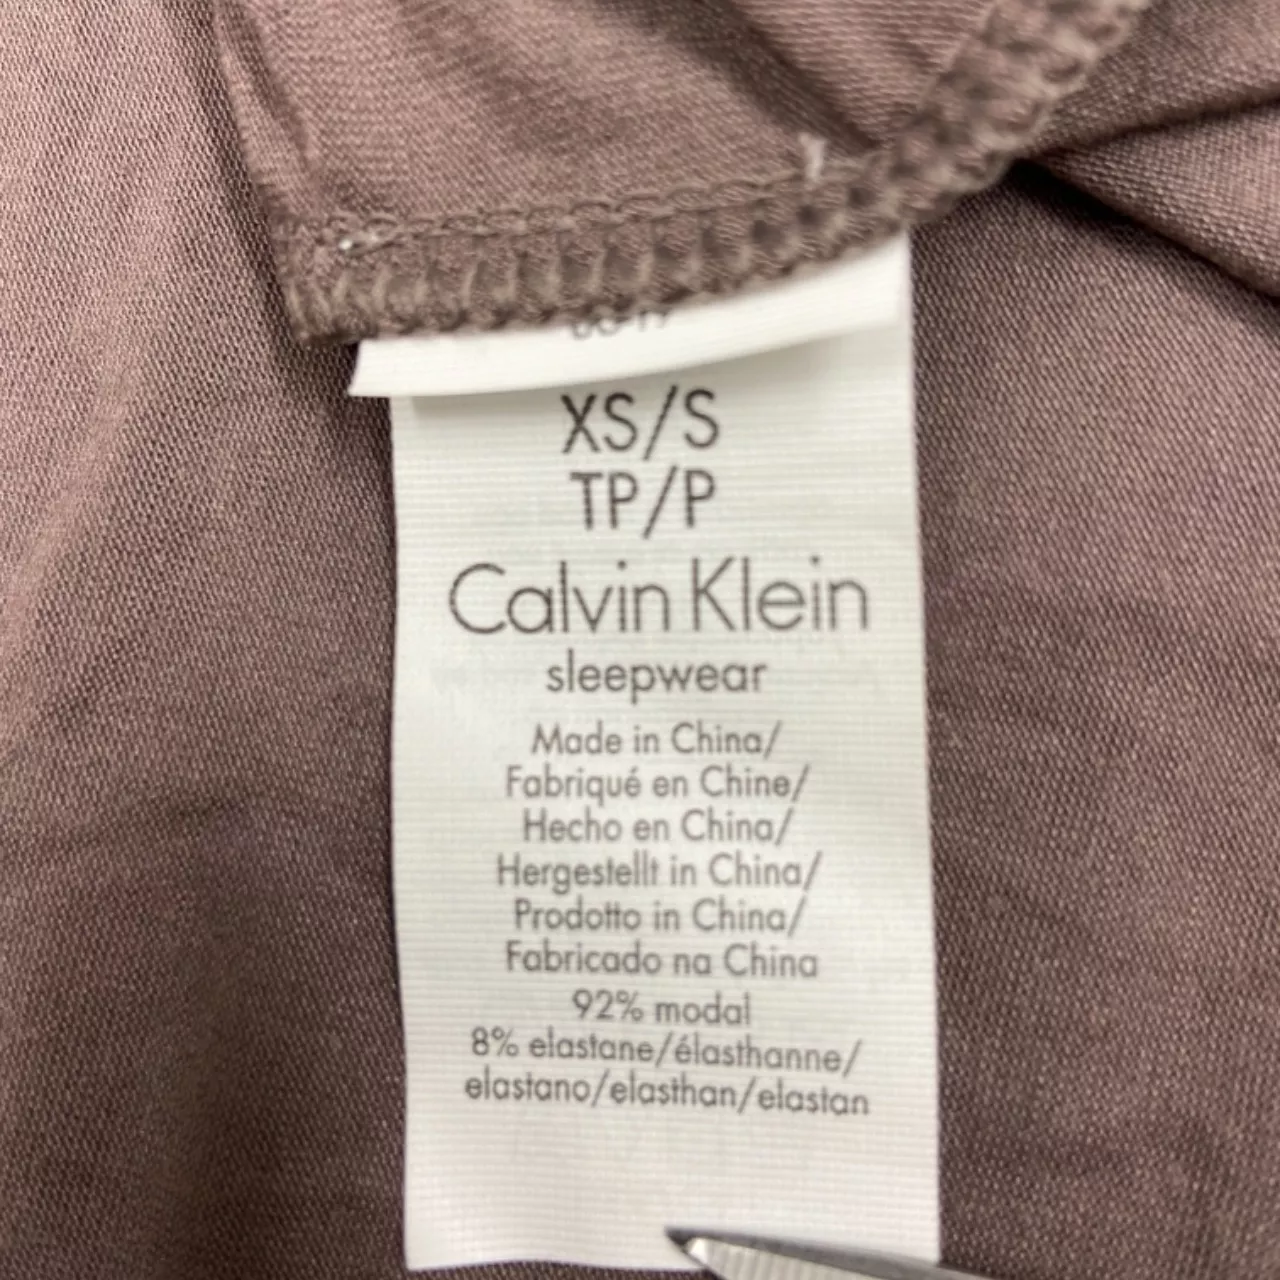 XS/S
TP/P
Calvin Klein
sleepwear
Made in China/
Fabriqué en Chine/
Hecho en China/
Hergestellt in China/
Prodotto in China/
Fabricado na China
92% modal
8% elastane/élasthanne/
elastano/elasthan/elastan